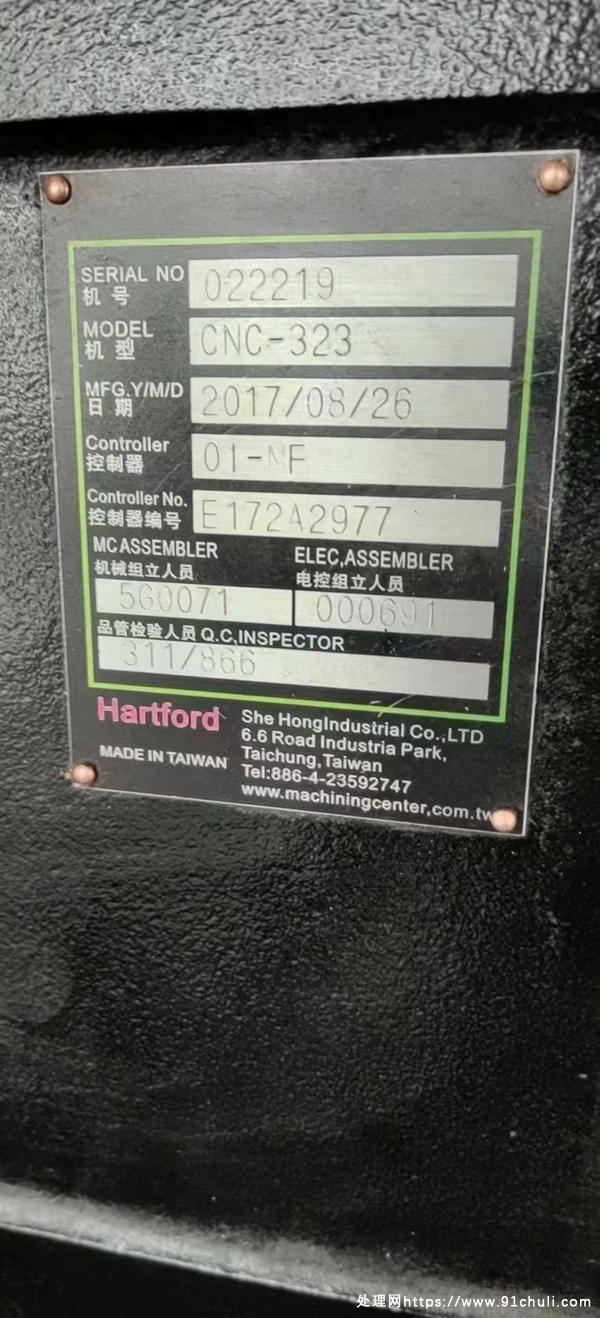 SERIAL NO 022219
机 号
MODEL CNC-323
机 型
MFG.Y/M/D 2017/08/26
日 期
Controller
控制器
Controller No. E172A2977
控制器编号
MC ASSEMBLER ELEC,ASSEMBLER
机械组立人员 电控组立人员
5G0071 000691
品管检验人员 Q.C,INSPECTOR
311/866
Hartford She HongIndustrial Co.,LTD
6.6 Road Industria Park,
MADE IN TAIWAN Taichung,Taiwan
Tel:886-4-23592747
www.machiningcenter,com.tw
处理网https://www.91chuli.com